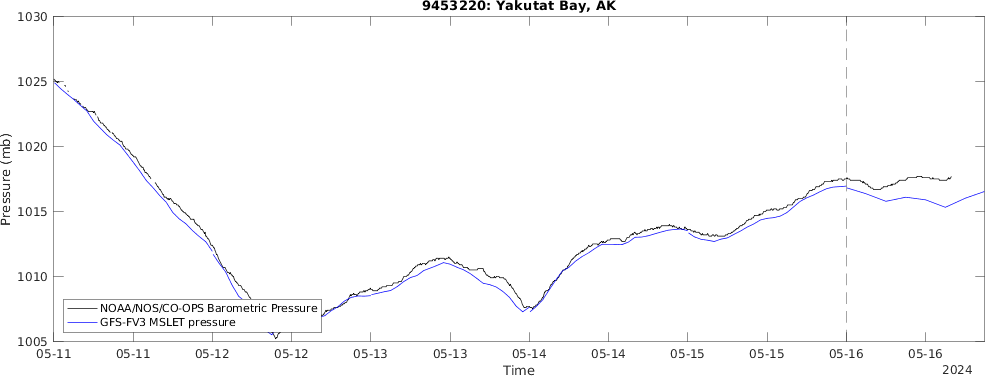 9453220: Yakutat Bay, AK
1030
1025
1020
1015
1010
1005
Pressure (mb)
NOAA/NOS/CO-OPS Barometric Pressure
GFS-FV3 MSLET pressure
05-11 05-11 05-12 05-12 05-13 05-13 05-14 05-14 05-15 05-15 05-16 05-16
Time
2024